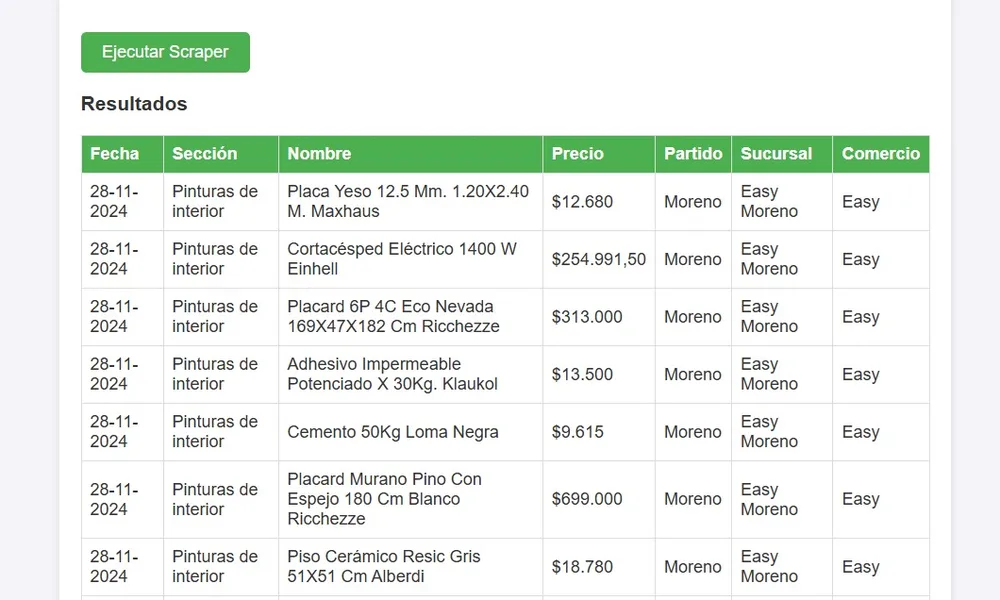 Ejecutar Scraper
Resultados
Fecha Sección Nombre Precio Partido Sucursal Comercio
28-11-2024 Pinturas de interior Placa Yeso 12.5 Mm. 1.20X2.40 M. Maxhaus $12.680 Moreno Easy Moreno Easy
28-11-2024 Pinturas de interior Cortacésped Eléctrico 1400 W Einhell $254.991,50 Moreno Easy Moreno Easy
28-11-2024 Pinturas de interior Placard 6P 4C Eco Nevada 169X47X182 Cm Ricchezze $313.000 Moreno Easy Moreno Easy
28-11-2024 Pinturas de interior Adhesivo Impermeable Potenciado X 30Kg. Klaukol $13.500 Moreno Easy Moreno Easy
28-11-2024 Pinturas de interior Cemento 50Kg Loma Negra $9.615 Moreno Easy Moreno Easy
28-11-2024 Pinturas de interior Placard Murano Pino Con Espejo 180 Cm Blanco Ricchezze $699.000 Moreno Easy Moreno Easy
28-11-2024 Pinturas de interior Piso Cerámico Resic Gris 51X51 Cm Alberdi $18.780 Moreno Easy Moreno Easy